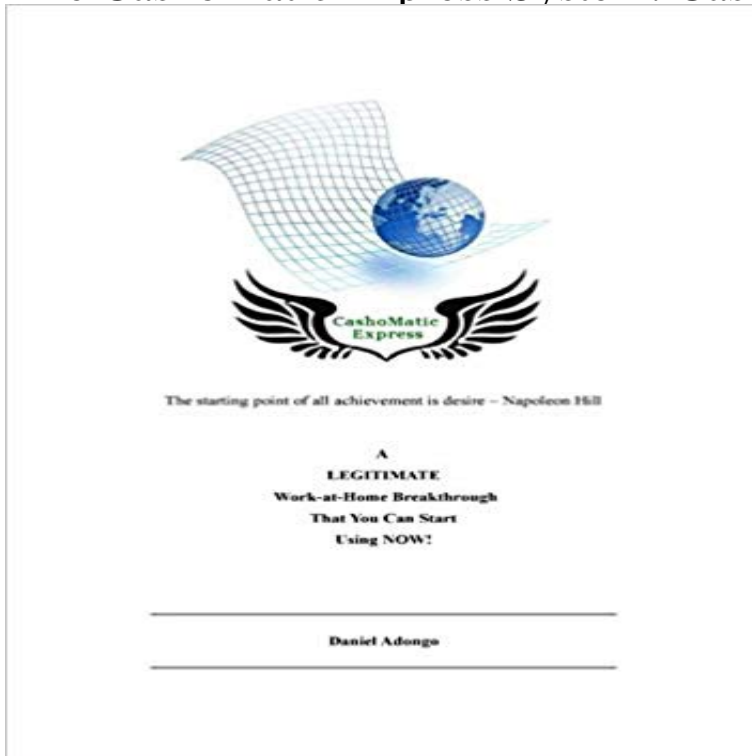 CashoMatic
Express
The starting point of all achievement is desire – Napoleon Hill
A
LEGITIMATE
Work-at-Home Breakthrough
That You Can Start
Using NOW!
Daniel Adongo